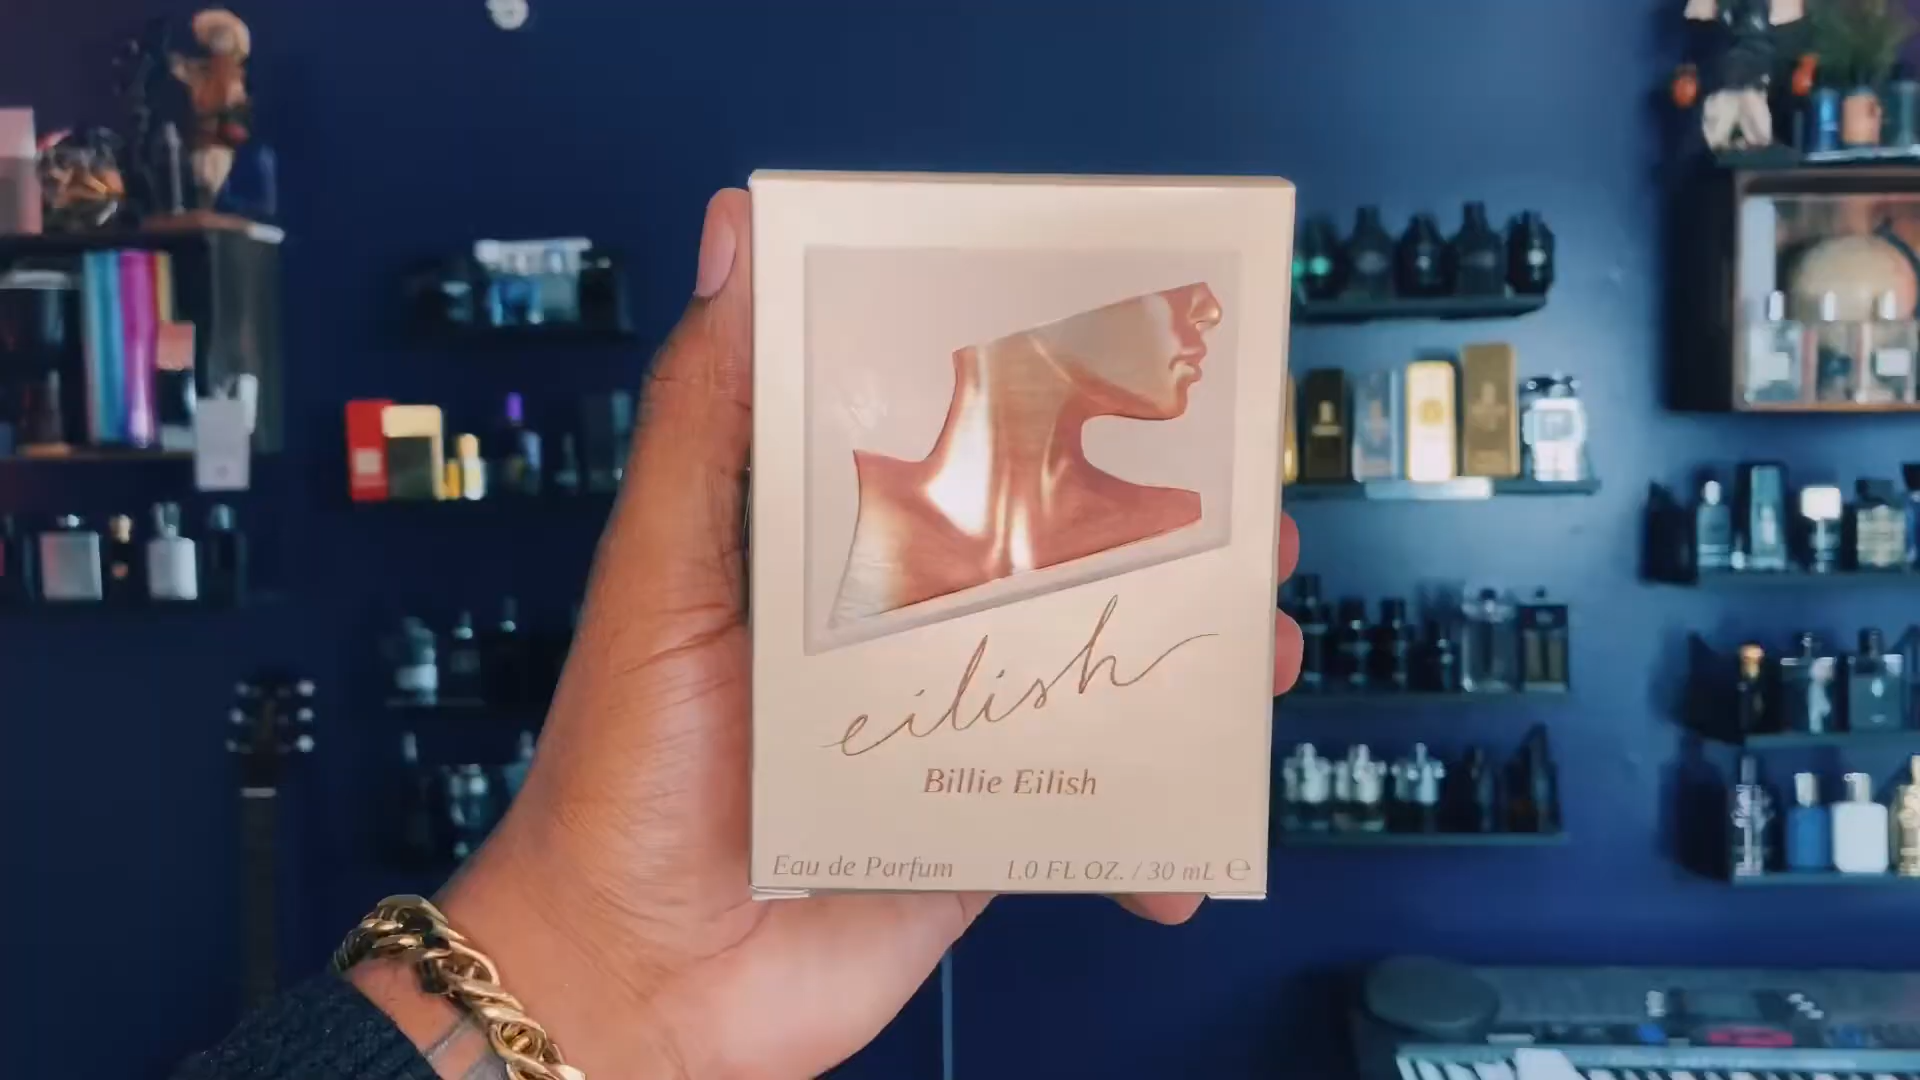 eilish
Billie Eilish
Eau de Parfum 1.0 FL OZ. / 30 mL ℮